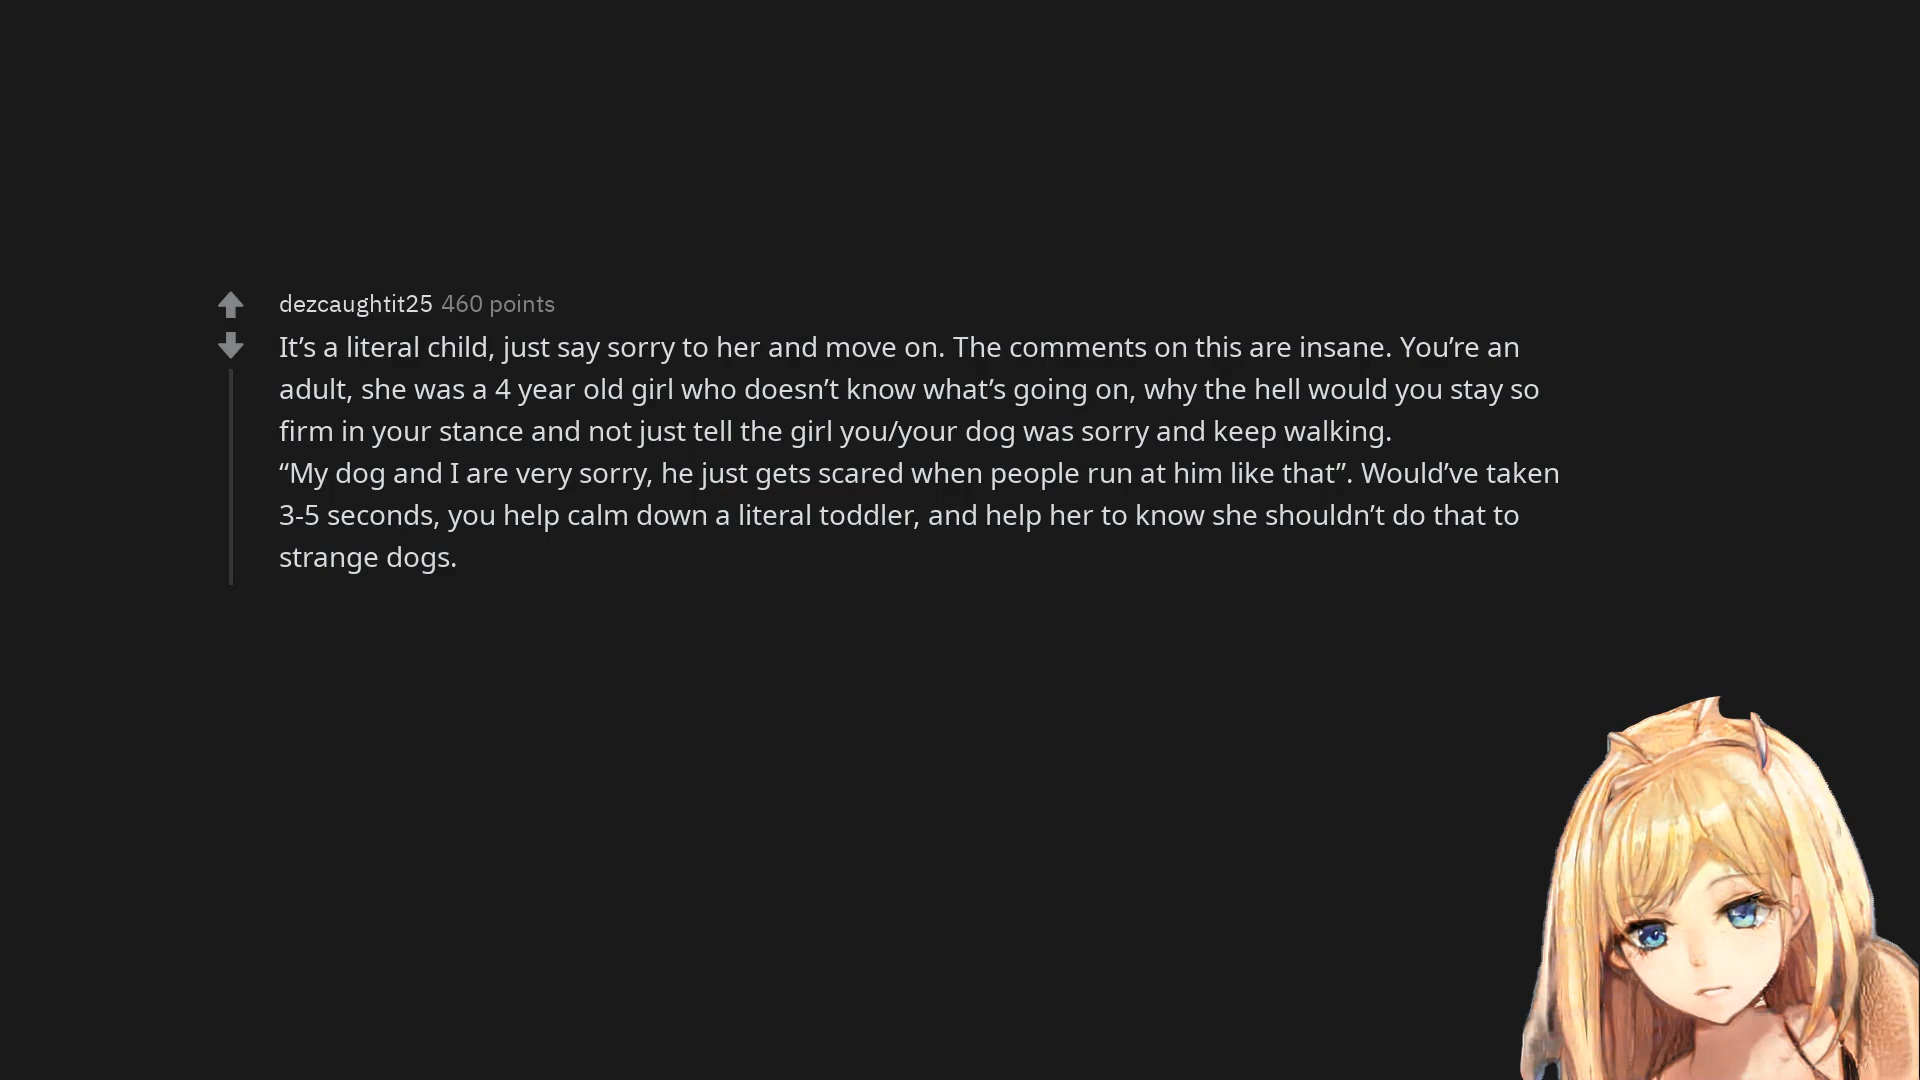 dezcaughtit25 460 points
It’s a literal child, just say sorry to her and move on. The comments on this are insane. You’re an
adult, she was a 4 year old girl who doesn’t know what’s going on, why the hell would you stay so
firm in your stance and not just tell the girl you/your dog was sorry and keep walking.
“My dog and I are very sorry, he just gets scared when people run at him like that”. Would’ve taken
3-5 seconds, you help calm down a literal toddler, and help her to know she shouldn’t do that to
strange dogs.